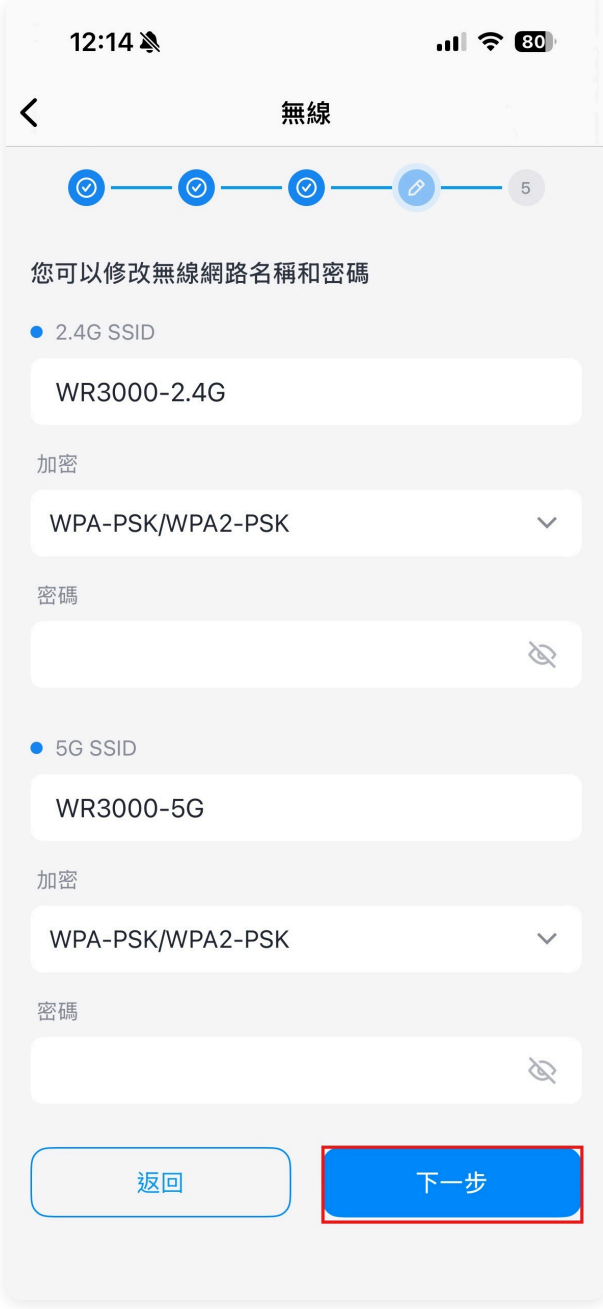 12:14
80
無線
5
您可以修改無線網路名稱和密碼
2.4G SSID
WR3000-2.4G
加密
WPA-PSK/WPA2-PSK
密碼
5G SSID
WR3000-5G
加密
WPA-PSK/WPA2-PSK
密碼
返回 下一步